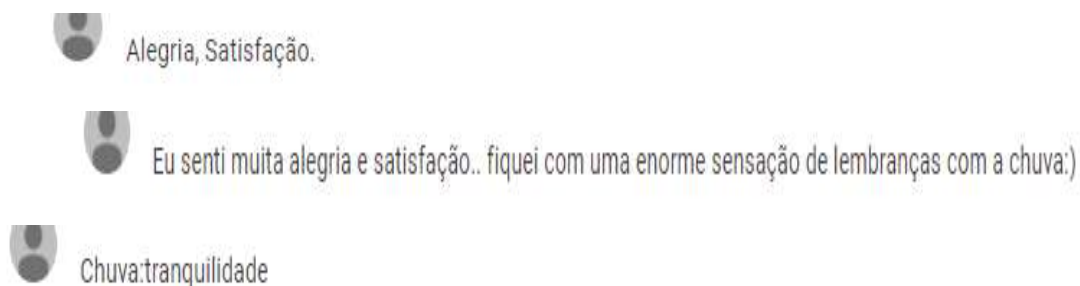 Alegria, Satisfação.
Eu senti muita alegria e satisfação.. fiquei com uma enorme sensação de lembranças com a chuva:)
Chuva:tranquilidade